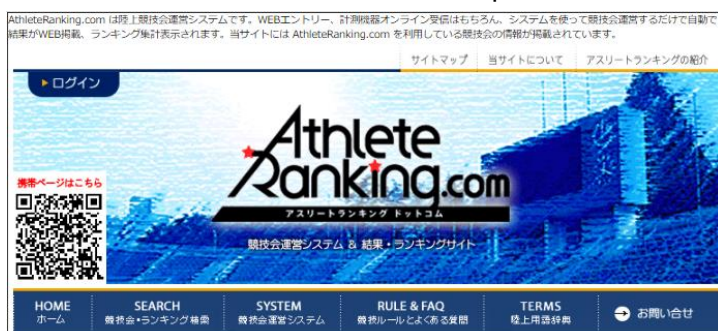 AthleteRanking.com は陸上競技会運営システムです。WEBエントリー、計測機器オンライン受信はもちろん、システムを使って競技会運営するだけで自動で
結果がWEB掲載、ランキング集計表示されます。当サイトには AthleteRanking.com を利用している競技会の情報が掲載されています。
サイトマップ 当サイトについて アスリートランキングの紹介
ログイン
Athlete
Ranking.com
アスリートランキング ドットコム
携帯ページはこちら
競技会運営システム & 結果・ランキングサイト
HOME SEARCH SYSTEM RULE & FAQ TERMS
ホーム 競技会・ランキング検索 競技会運営システム 競技ルールとよくある質問 陸上用語辞典 お問い合せ